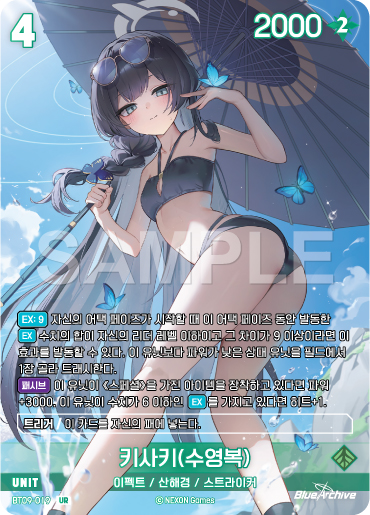 4
2000 2
SAMPLE
EX: 9 자신의 어택 페이즈가 시작할 때 이 어택 페이즈 동안 발동한
EX 수치의 합이 자신의 리더 레벨 이하이고 그 차이가 9 이상이라면 이
효과를 발동할 수 있다. 이 유닛보다 파워가 낮은 상대 유닛을 필드에서
1장 골라 트래시한다.
패시브 이 유닛이 <스페셜>을 가진 아이템을 장착하고 있다면 파워
+3000. 이 유닛이 수치가 6 이하인 EX 를 가지고 있다면 히트+1.
트리거 / 이 카드를 자신의 패에 넣는다.
키사키(수영복)
UNIT
이펙트 / 산해경 / 스트라이커
BT09-019 UR
© NEXON Games
BlueArchive